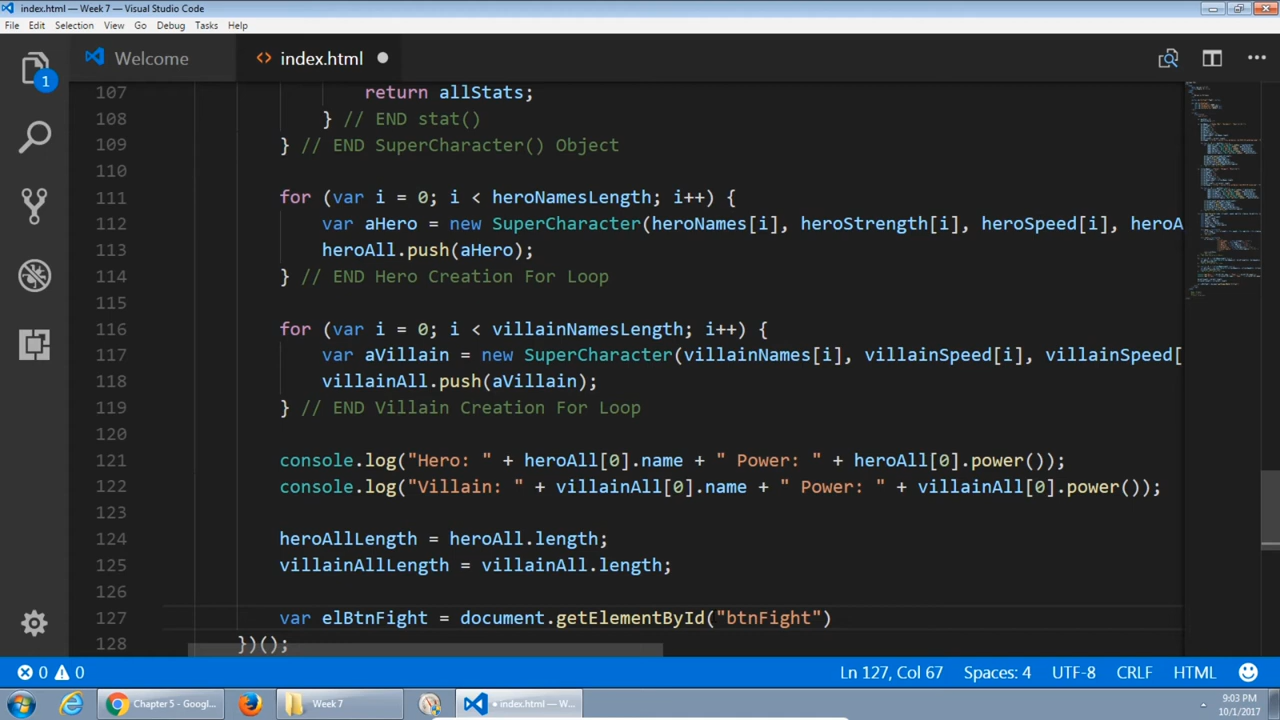 index.html — Week 7 — Visual Studio Code
File Edit Selection View Go Debug Tasks Help
Welcome index.html
1
107 return allStats;
108 } // END stat()
109 } // END SuperCharacter() Object
110
111 for (var i = 0; i < heroNamesLength; i++) {
112 var aHero = new SuperCharacter(heroNames[i], heroStrength[i], heroSpeed[i], heroA
113 heroAll.push(aHero);
114 } // END Hero Creation For Loop
115
116 for (var i = 0; i < villainNamesLength; i++) {
117 var aVillain = new SuperCharacter(villainNames[i], villainSpeed[i], villainSpeed[
118 villainAll.push(aVillain);
119 } // END Villain Creation For Loop
120
121 console.log("Hero: " + heroAll[0].name + " Power: " + heroAll[0].power());
122 console.log("Villain: " + villainAll[0].name + " Power: " + villainAll[0].power());
123
124 heroAllLength = heroAll.length;
125 villainAllLength = villainAll.length;
126
127 var elBtnFight = document.getElementById("btnFight")
128 })();
0 0 Ln 127, Col 67 Spaces: 4 UTF-8 CRLF HTML
Chapter 5 - Googl... Week 7 • index.html — W... 9:03 PM
10/1/2017